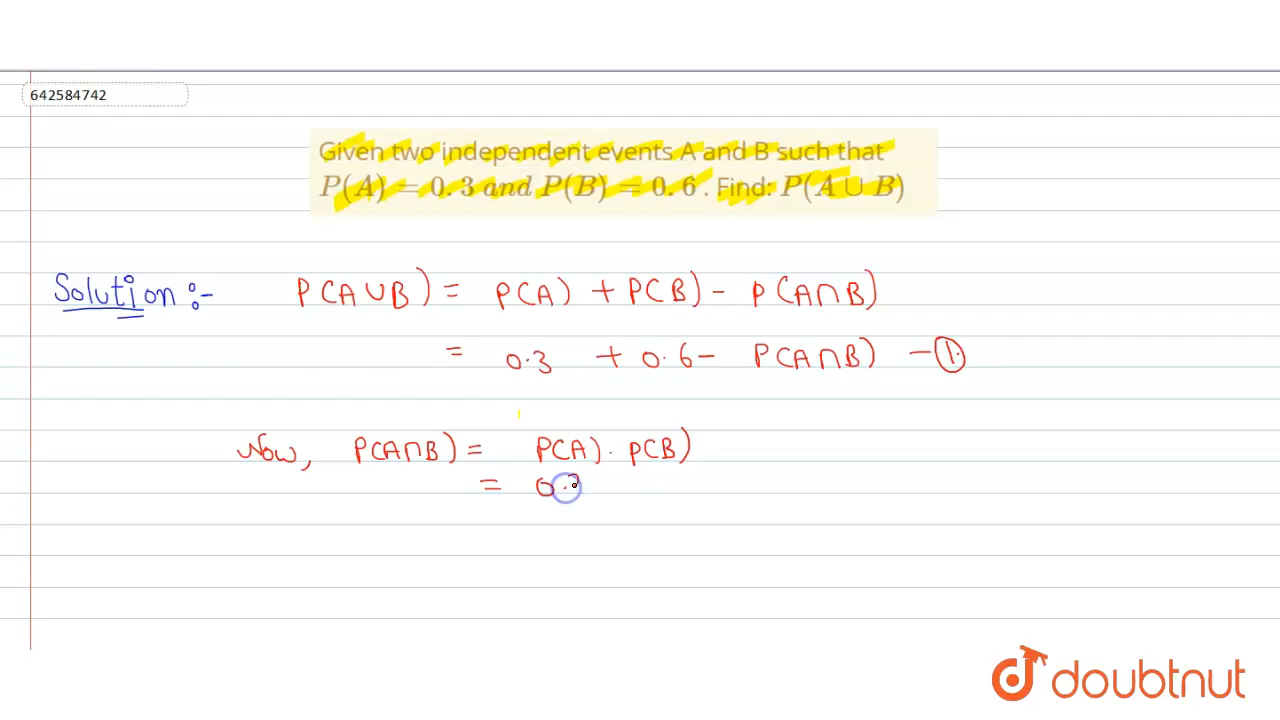 642584742
Given two independent events A and B such that
P(A) = 0.3 and P(B) = 0.6 . Find: P(A ∪ B)
Solution :- P(A∪B) = P(A) + P(B) - P(A∩B)
= 0.3 + 0.6 - P(A∩B) - ①
Now, P(A∩B) = P(A) · P(B)
= 0.
doubtnut